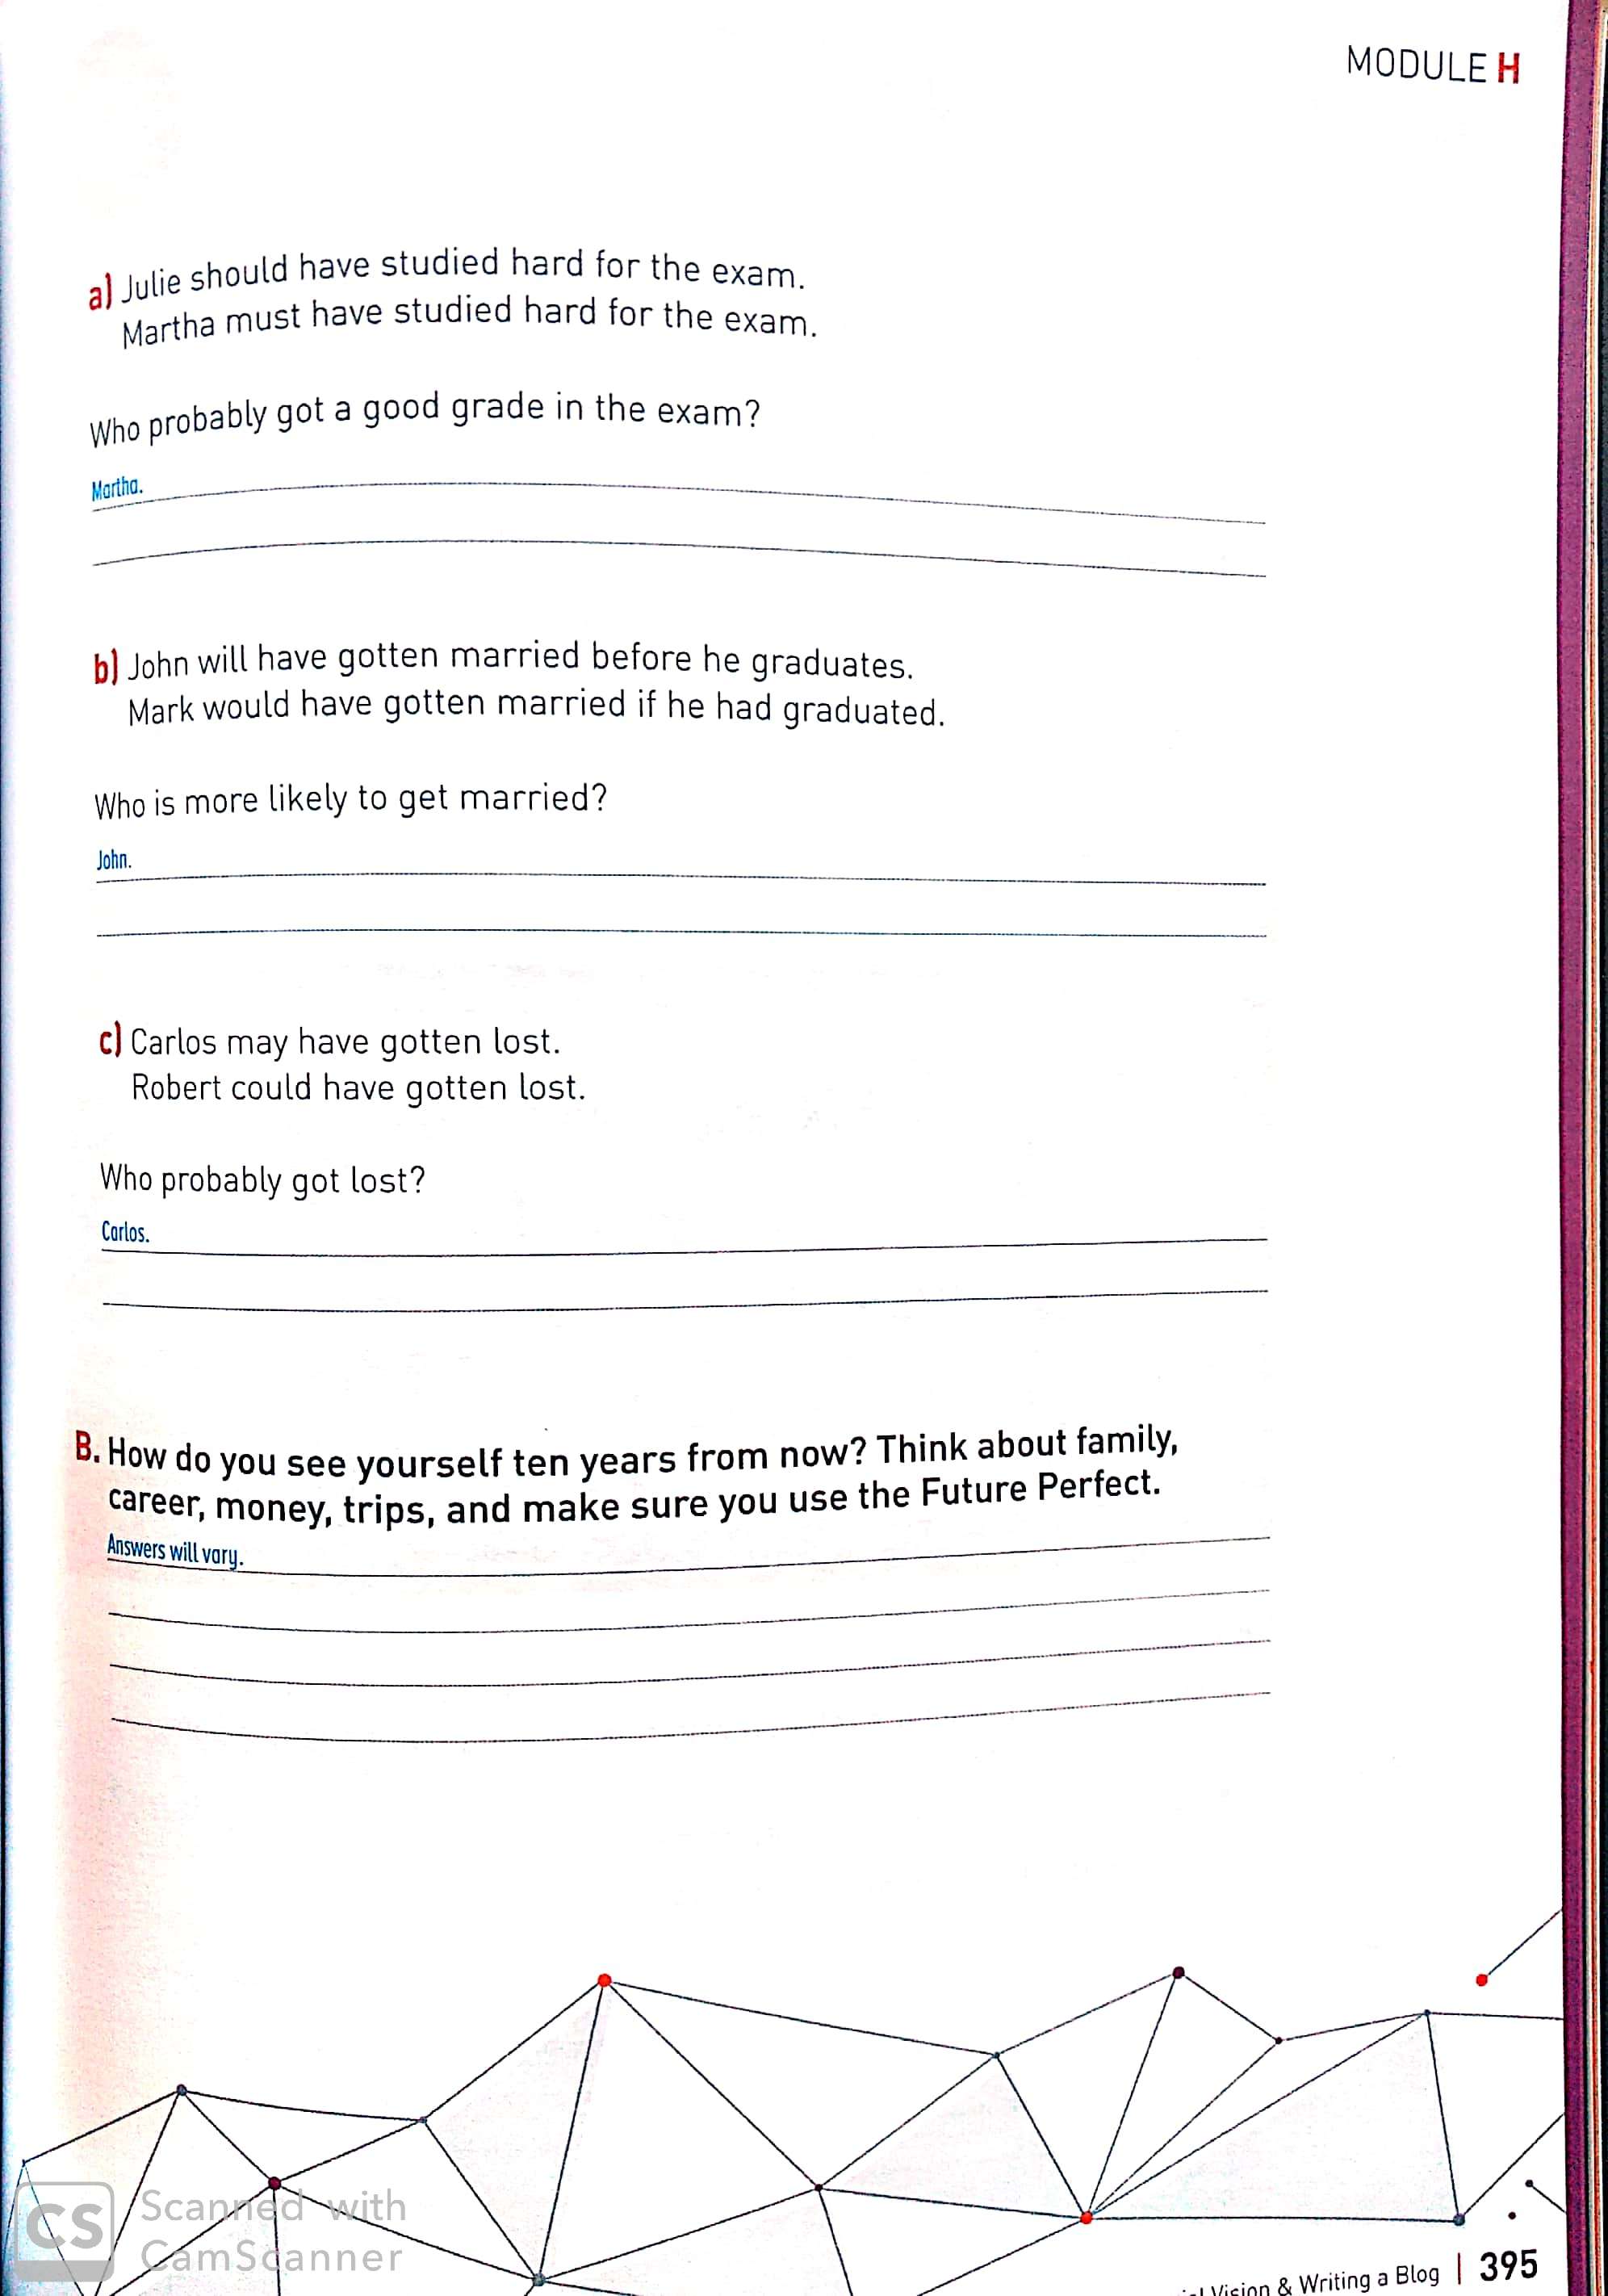 MODULE H
a) Julie should have studied hard for the exam.
Martha must have studied hard for the exam.
Who probably got a good grade in the exam?
Martha.
b) John will have gotten married before he graduates.
Mark would have gotten married if he had graduated.
Who is more likely to get married?
John.
c) Carlos may have gotten lost.
Robert could have gotten lost.
Who probably got lost?
Carlos.
B. How do you see yourself ten years from now? Think about family,
career, money, trips, and make sure you use the Future Perfect.
Answers will vary.
CS Scanned with
CamScanner
Vision & Writing a Blog | 395